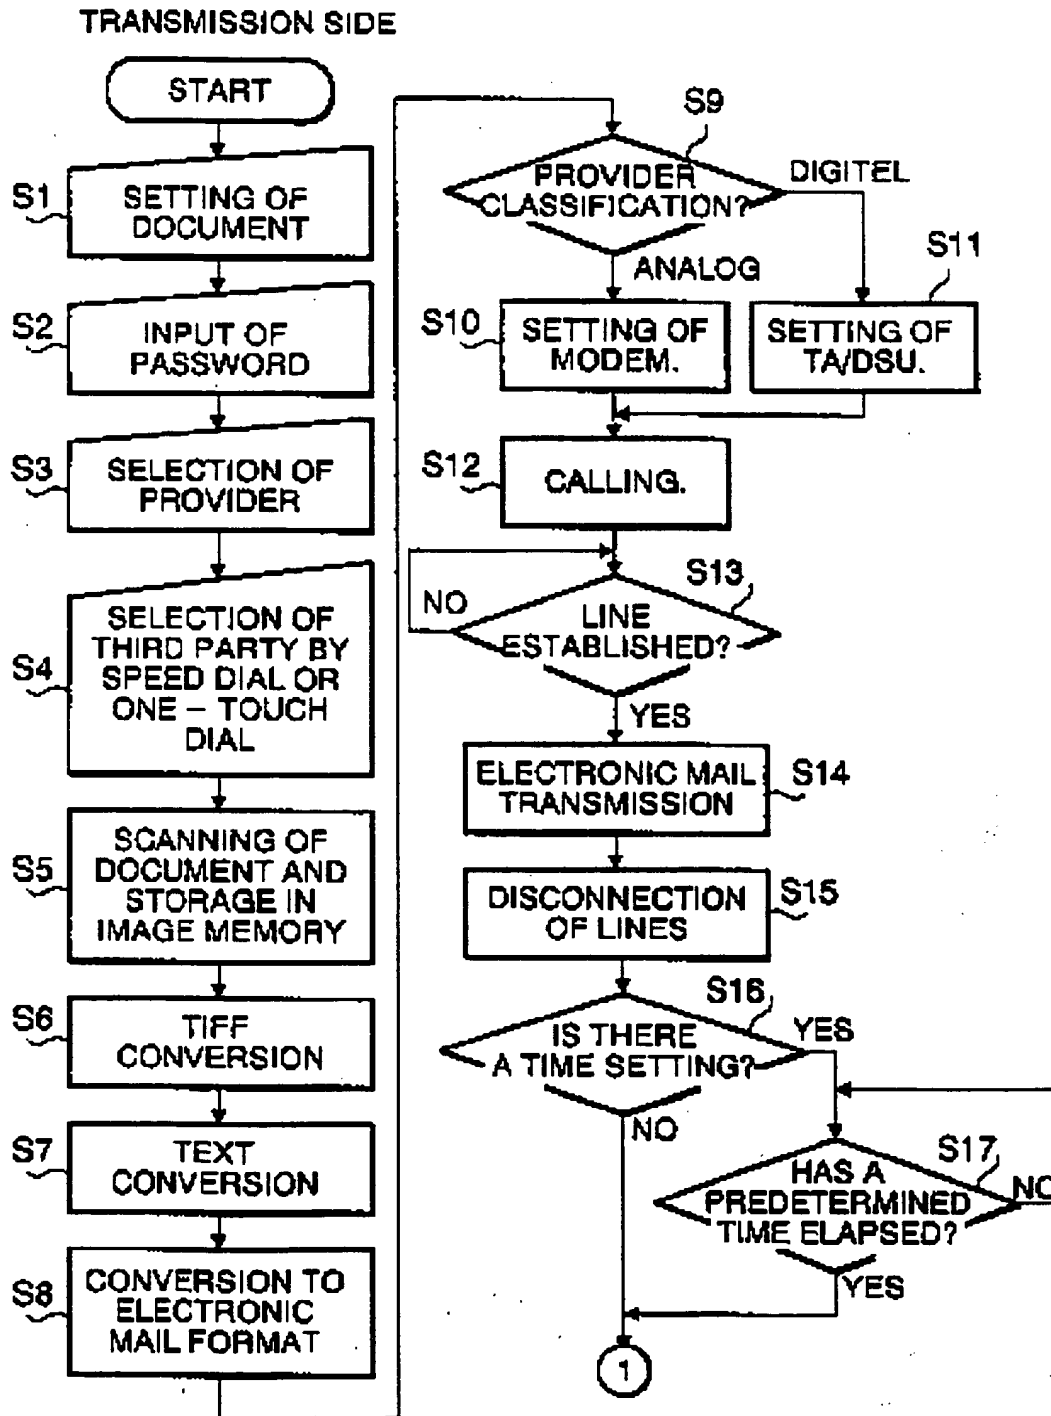 TRANSMISSION SIDE
START
S1
SETTING OF
DOCUMENT
S2
INPUT OF
PASSWORD
S3
SELECTION OF
PROVIDER
S4
SELECTION OF
THIRD PARTY BY
SPEED DIAL OR
ONE – TOUCH
DIAL
S5
SCANNING OF
DOCUMENT AND
STORAGE IN
IMAGE MEMORY
S6
TIFF
CONVERSION
S7
TEXT
CONVERSION
S8
CONVERSION TO
ELECTRONIC
MAIL FORMAT
S9
PROVIDER
CLASSIFICATION?
DIGITEL
ANALOG
S10
SETTING OF
MODEM.
S11
SETTING OF
TA/DSU.
S12
CALLING.
S13
NO
LINE
ESTABLISHED?
YES
ELECTRONIC MAIL
TRANSMISSION
S14
DISCONNECTION
OF LINES
S15
S16
IS THERE
A TIME SETTING?
YES
NO
S17
HAS A
PREDETERMINED
TIME ELAPSED?
NO
YES
1